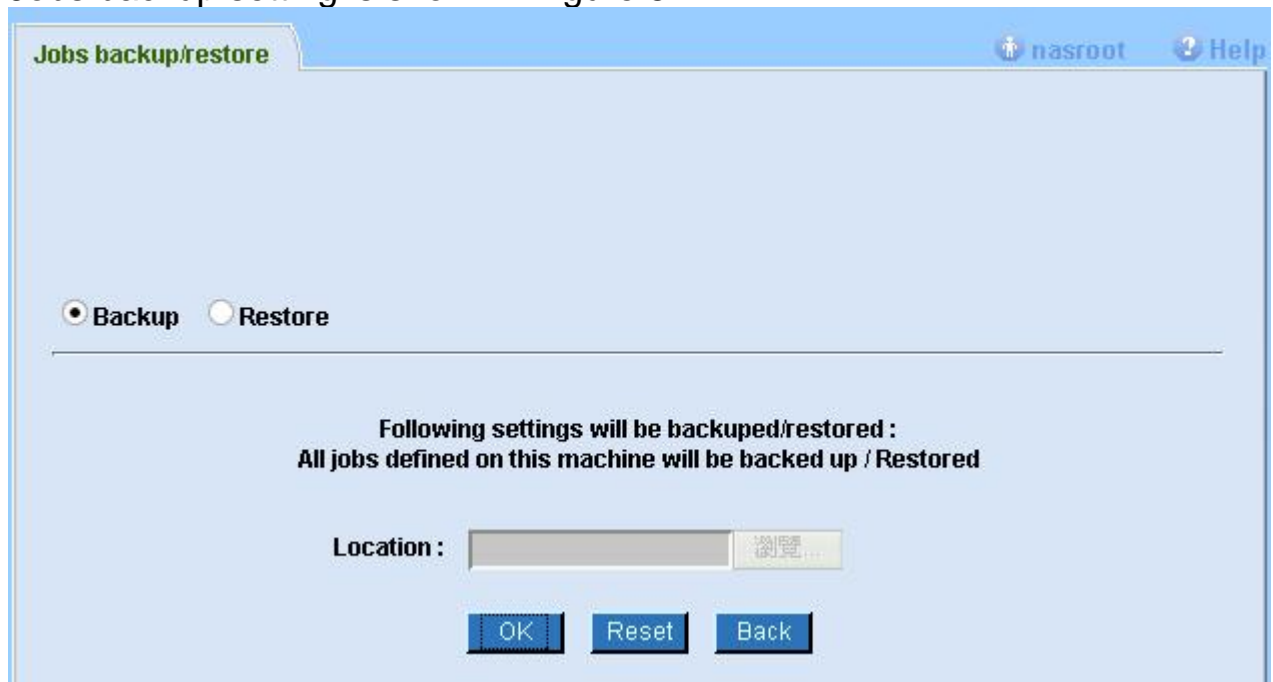 Jobs backup/restore
nasroot
Help
Backup
Restore
Following settings will be backuped/restored :
All jobs defined on this machine will be backed up / Restored
Location :
瀏覽...
OK
Reset
Back